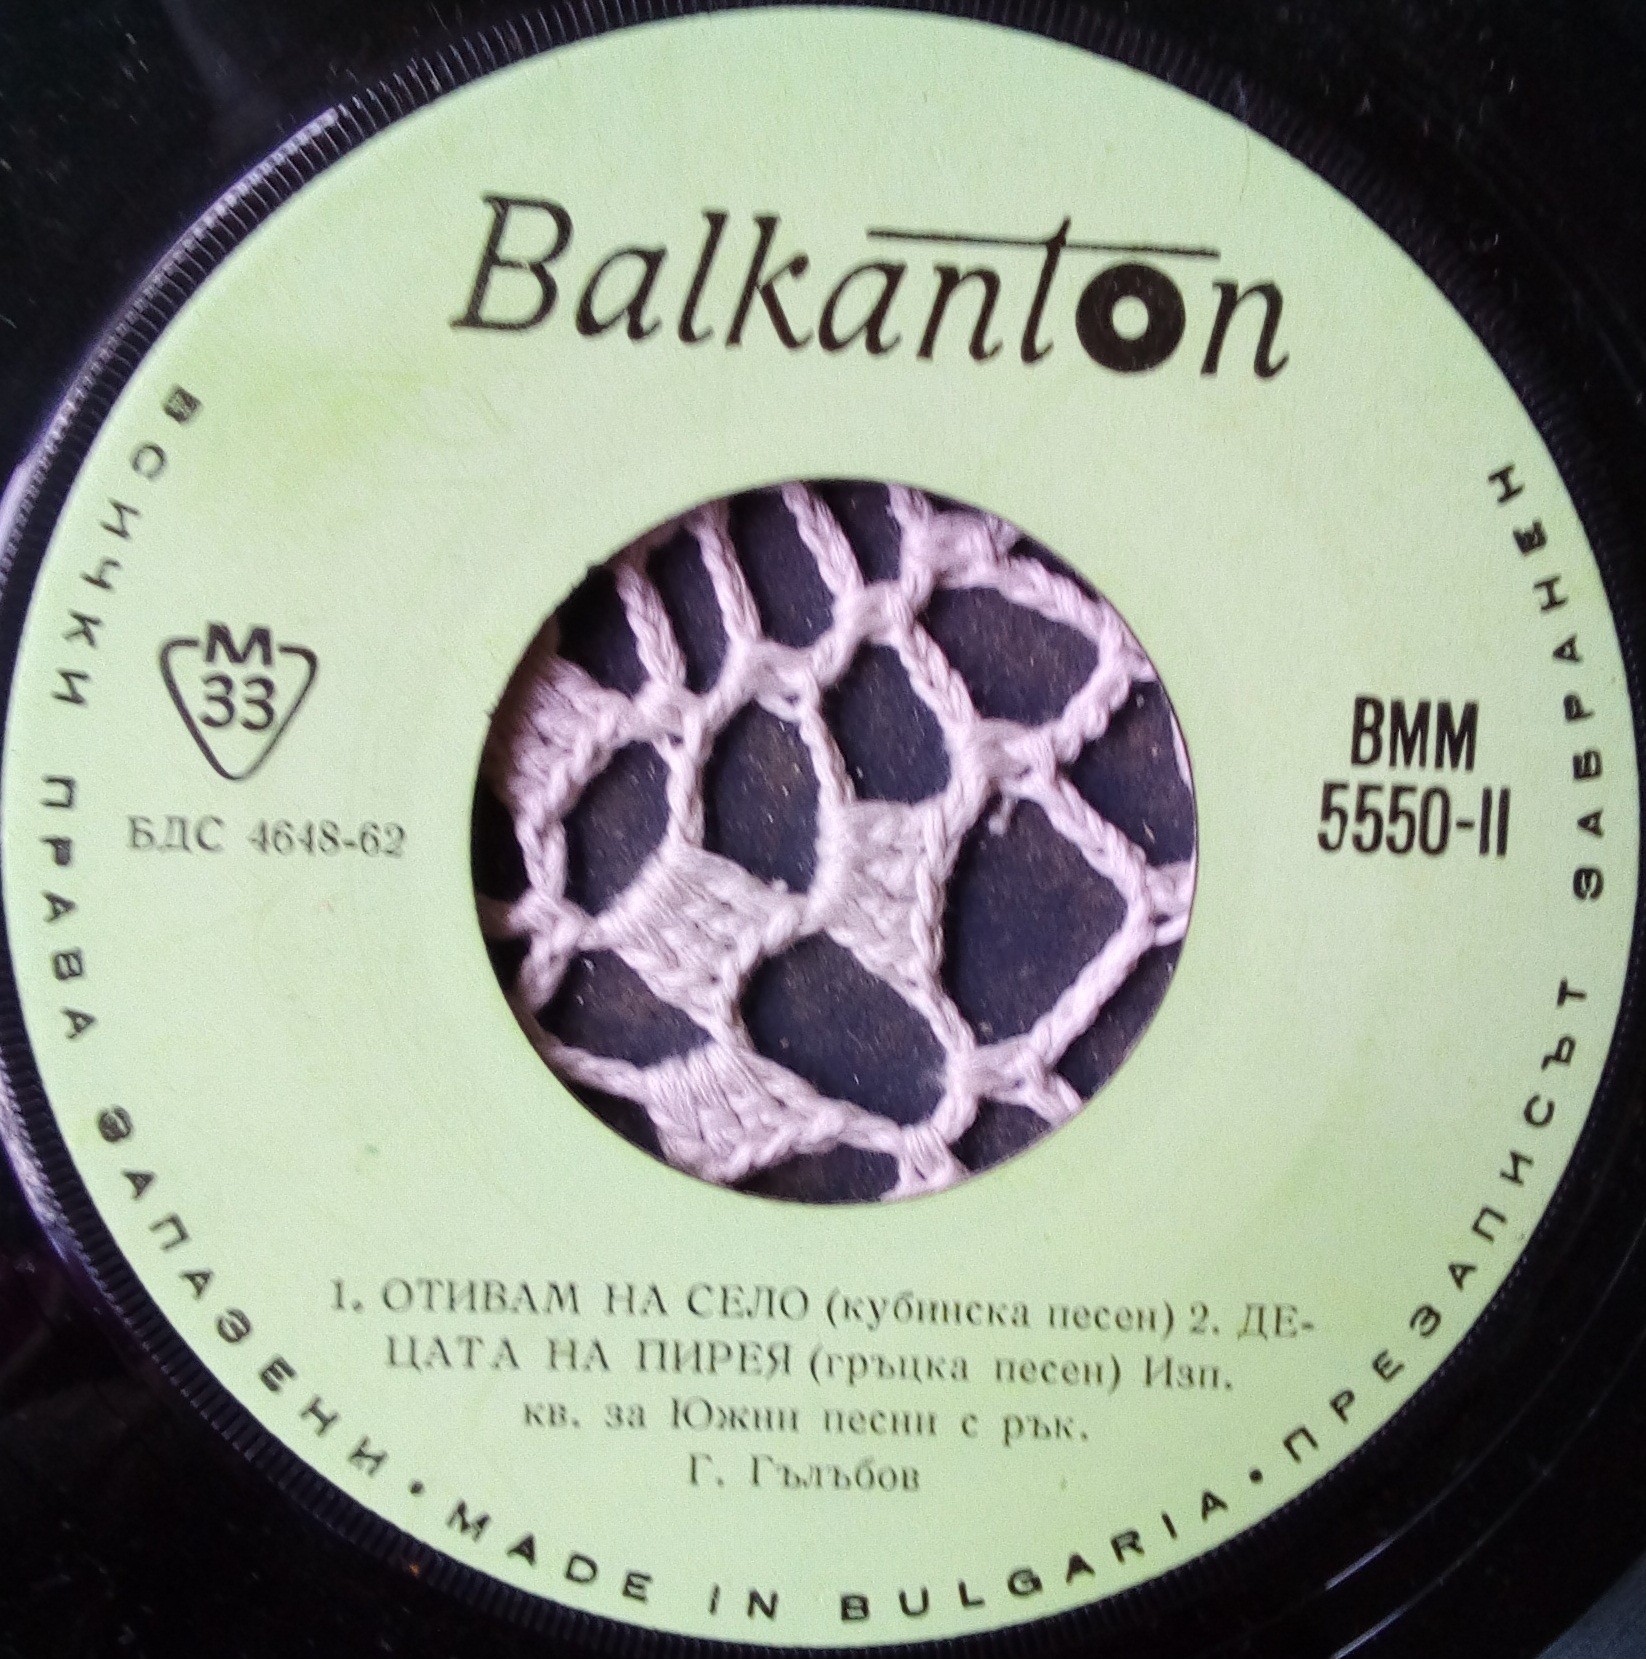 Balkanton
М
33
БДС 4648-62
ВММ
5550-II
1. ОТИВАМ НА СЕЛО (кубинска песен) 2. ДЕ-
ЦАТА НА ПИРЕЯ (гръцка песен) Изп.
кв. за Южни песни с рък.
Г. Гълъбов
ВСИЧКИ ПРАВА ЗАПАЗЕНИ • MADE IN BULGARIA • ПРЕЗАПИСЪТ ЗАБРАНЕН